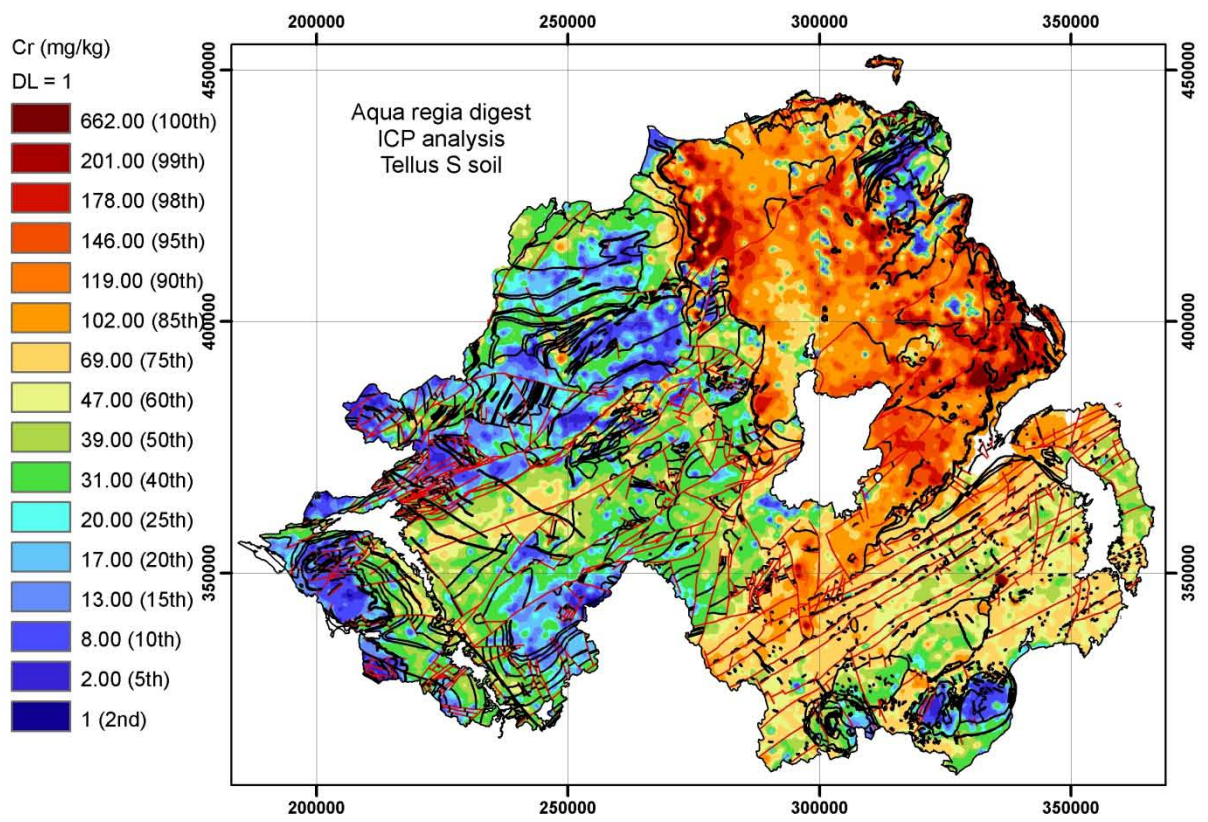 200000 250000 300000 350000
Cr (mg/kg)
DL = 1
662.00 (100th)
201.00 (99th)
178.00 (98th)
146.00 (95th)
119.00 (90th)
102.00 (85th)
69.00 (75th)
47.00 (60th)
39.00 (50th)
31.00 (40th)
20.00 (25th)
17.00 (20th)
13.00 (15th)
8.00 (10th)
2.00 (5th)
1 (2nd)
Aqua regia digest
ICP analysis
Tellus S soil
450000
400000
350000
450000
400000
350000
200000 250000 300000 350000